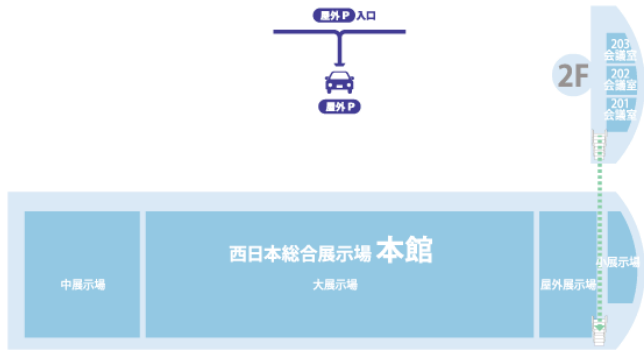 屋外 P 入口
屋外 P
2F
203
会議室
202
会議室
201
会議室
西日本総合展示場 本館
中展示場
大展示場
屋外展示場
小展示場